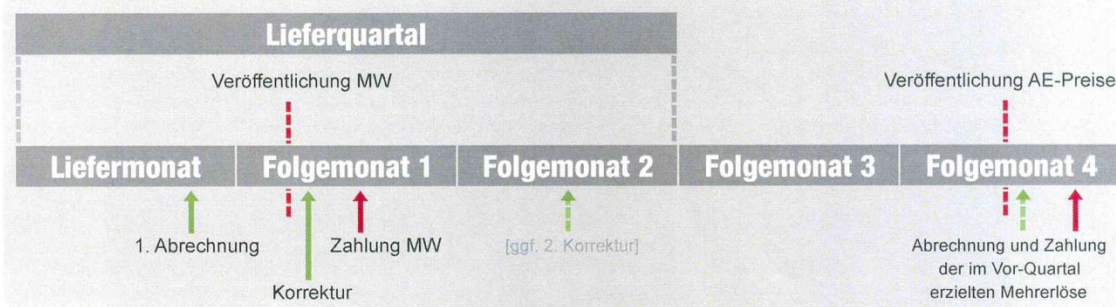 Lieferquartal
Veröffentlichung MW
Veröffentlichung AE-Preise
Liefermonat
Folgemonat 1
Folgemonat 2
Folgemonat 3
Folgemonat 4
1. Abrechnung
Zahlung MW
[ggf. 2. Korrektur]
Abrechnung und Zahlung
der im Vor-Quartal
erzielten Mehrerlöse
Korrektur